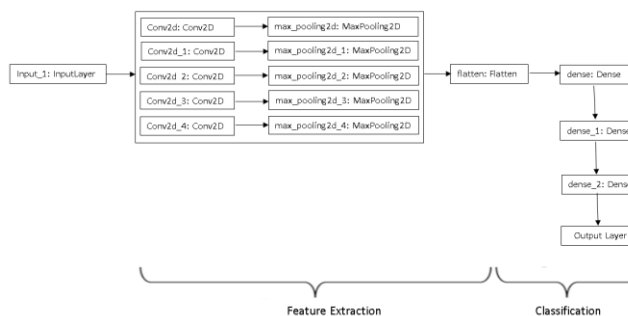 Conv2d: Conv2D
max_pooling2d: MaxPooling2D
Conv2d_1: Conv2D
max_pooling2d_1: MaxPooling2D
Input_1: InputLayer
Conv2d_2: Conv2D
max_pooling2d_2: MaxPooling2D
flatten: Flatten
dense: Dense
Conv2d_3: Conv2D
max_pooling2d_3: MaxPooling2D
Conv2d_4: Conv2D
max_pooling2d_4: MaxPooling2D
dense_1: Dense
dense_2: Dense
Output Layer
Feature Extraction
Classification